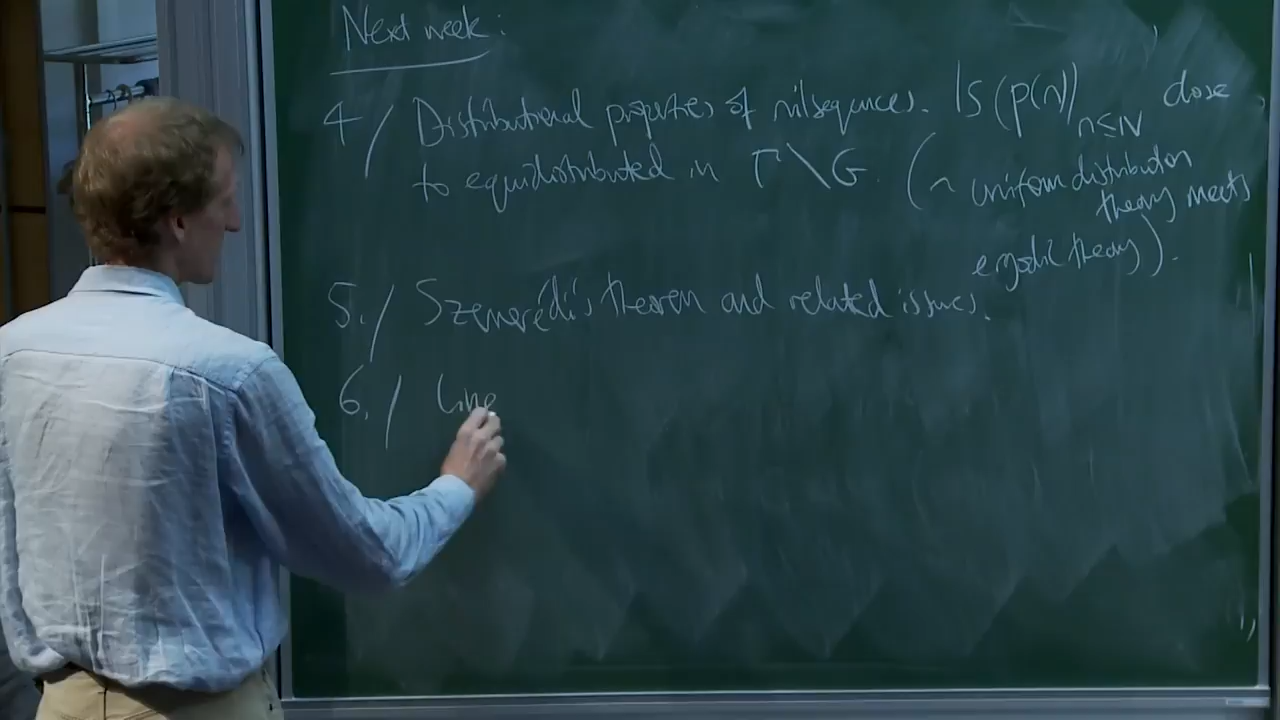 Next week:
4/ Distributional properties of nilsequences. Is (p(n))n≤N close
to equidistributed in Γ\G. (~ uniform distribution
theory meets
ergodic theory).
5./ Szemerédi's theorem and related issues.
6./ Line